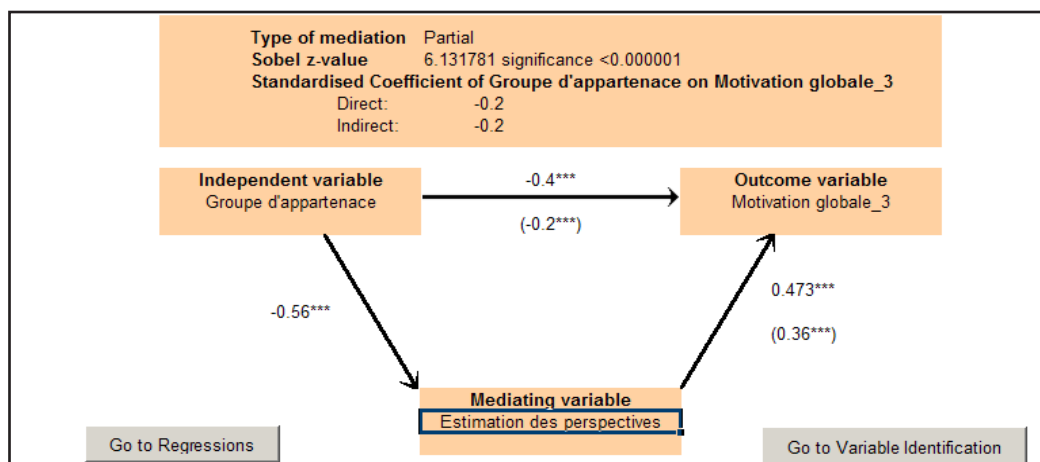 Type of mediation Partial
Sobel z-value 6.131781 significance <0.000001
Standardised Coefficient of Groupe d'appartenace on Motivation globale_3
Direct: -0.2
Indirect: -0.2
Independent variable
Groupe d'appartenace
-0.4***
(-0.2***)
Outcome variable
Motivation globale_3
-0.56***
0.473***
(0.36***)
Mediating variable
Estimation des perspectives
Go to Regressions
Go to Variable Identification